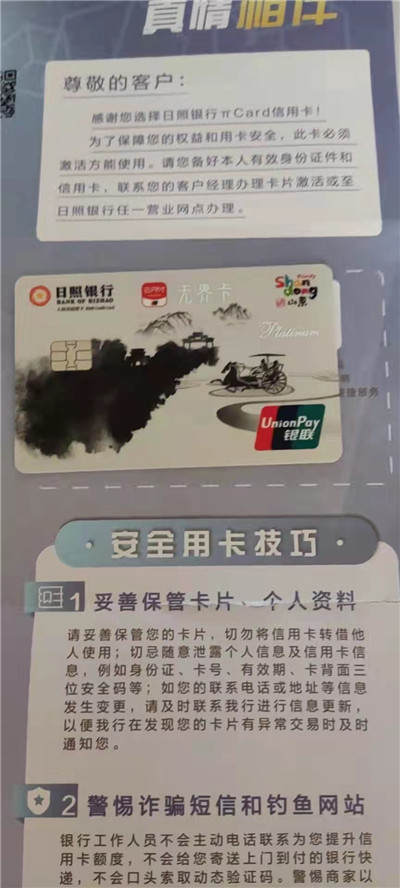 真情相伴
尊敬的客户：
感谢您选择日照银行πCard信用卡！
为了保障您的权益和用卡安全，此卡必须
激活方能使用。请您备好本人有效身份证件和
信用卡，联系您的客户经理办理卡片激活或至
日照银行任一营业网点办理。
日照银行
BANK OF RIZHAO
无界卡
Friendly
Shan
dong
Platinum
捷服务
UnionPay
银联
·安全用卡技巧·
1 妥善保管卡片、个人资料
请妥善保管您的卡片，切勿将信用卡转借他
人使用；切忌随意泄露个人信息及信用卡信
息，例如身份证、卡号、有效期、卡背面三
位安全码等；如您的联系电话或地址等信息
发生变更，请及时联系我行进行信息更新，
以便我行在发现您的卡片有异常交易时及时
通知您。
2 警惕诈骗短信和钓鱼网站
银行工作人员不会主动电话联系为您提升信
用卡额度，不会给您寄送上门到付的银行快
递，不会口头索取动态验证码。警惕商家以